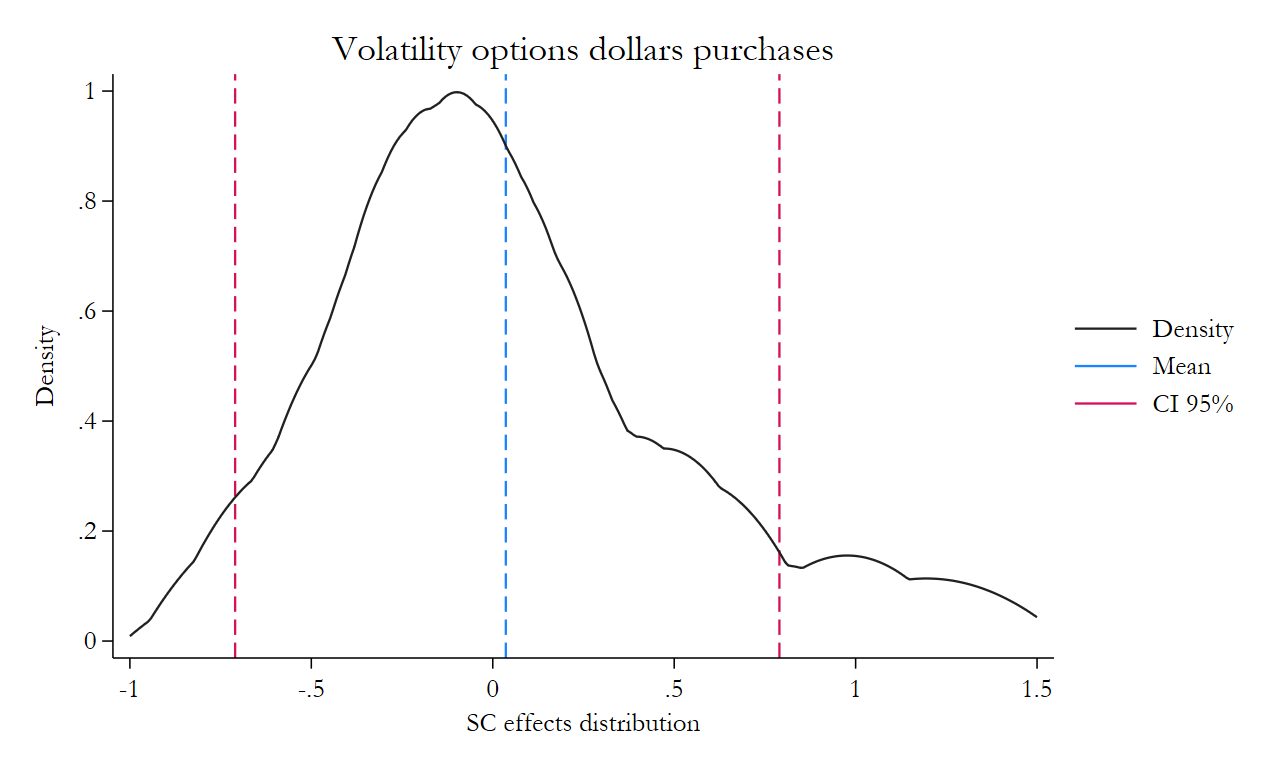 Volatility options dollars purchases
Density
1
.8
.6
.4
.2
0
-1
-.5
0
.5
1
1.5
SC effects distribution
Density
Mean
CI 95%